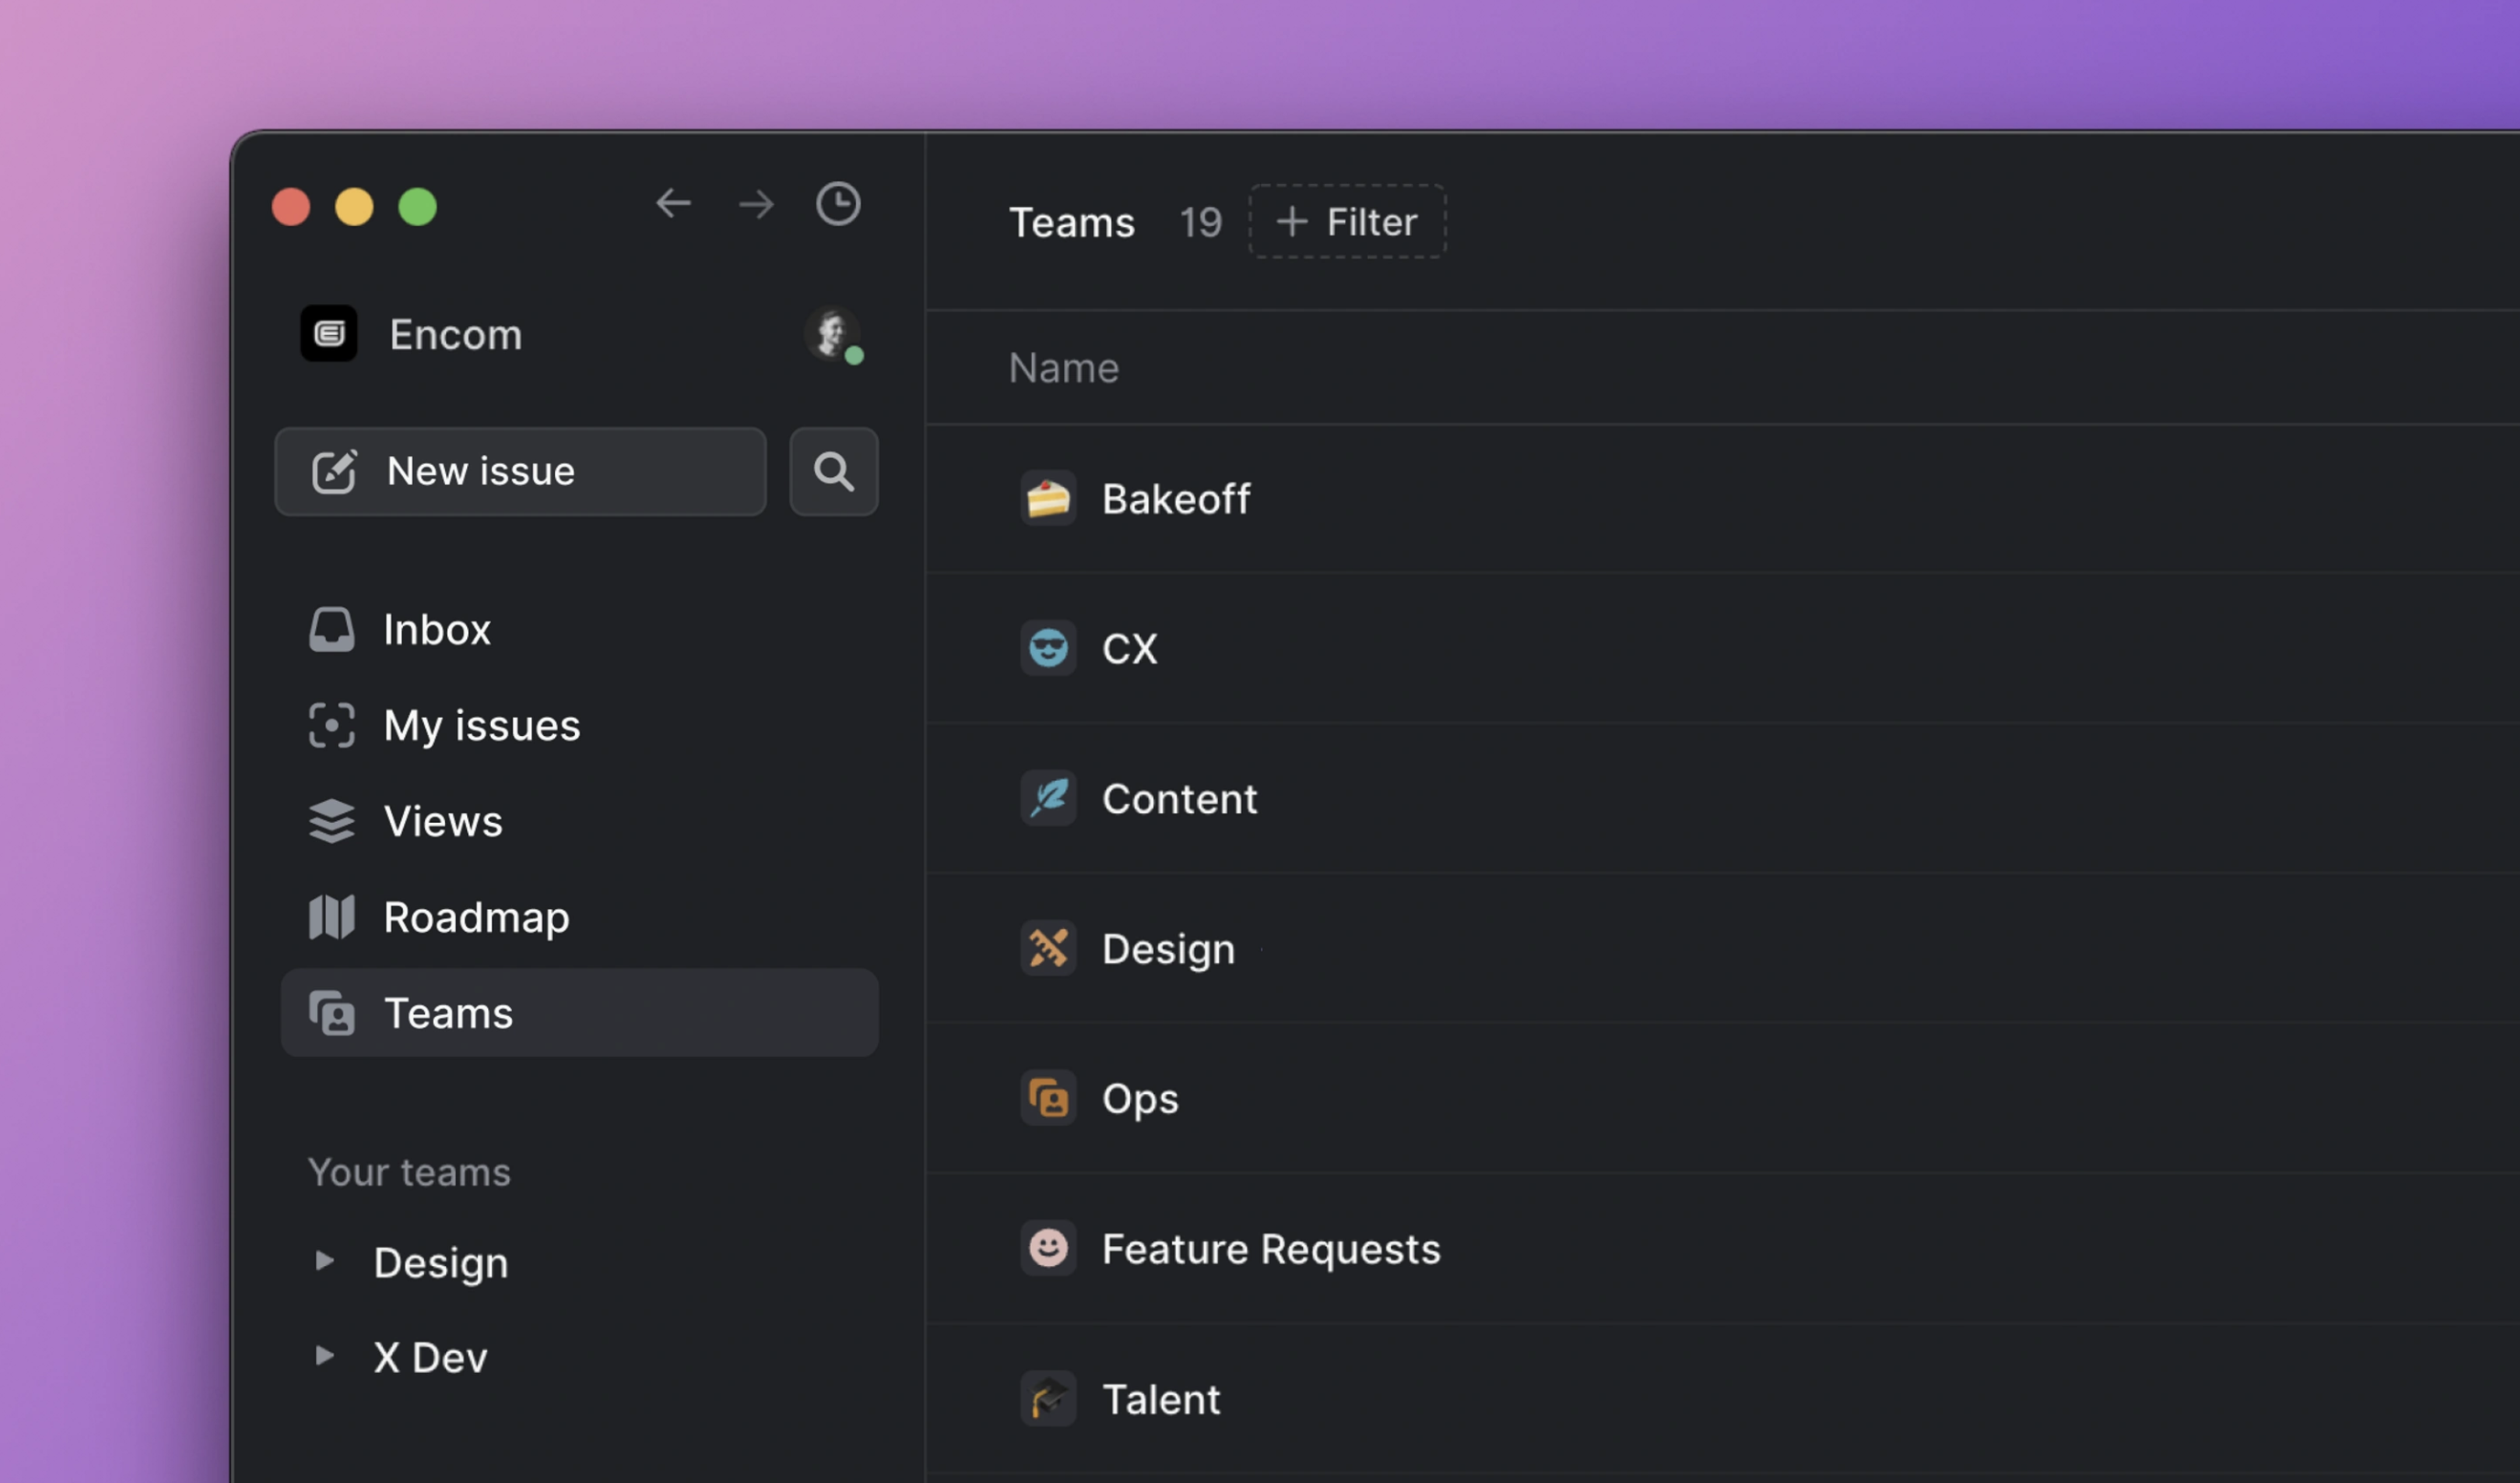 Encom
New issue
Inbox
My issues
Views
Roadmap
Teams
Your teams
Design
X Dev
Teams 19 + Filter
Name
Bakeoff
CX
Content
Design
Ops
Feature Requests
Talent